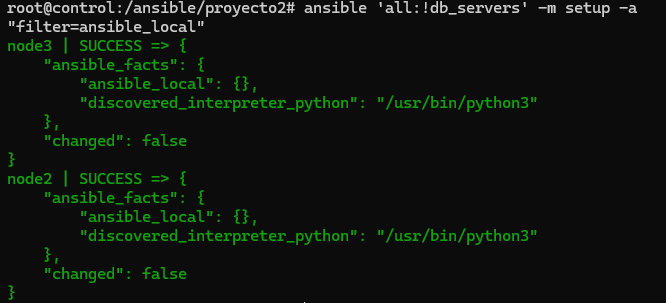 root@control:/ansible/proyecto2# ansible 'all:!db_servers' -m setup -a
"filter=ansible_local"
node3 | SUCCESS => {
    "ansible_facts": {
        "ansible_local": {},
        "discovered_interpreter_python": "/usr/bin/python3"
    },
    "changed": false
}
node2 | SUCCESS => {
    "ansible_facts": {
        "ansible_local": {},
        "discovered_interpreter_python": "/usr/bin/python3"
    },
    "changed": false
}